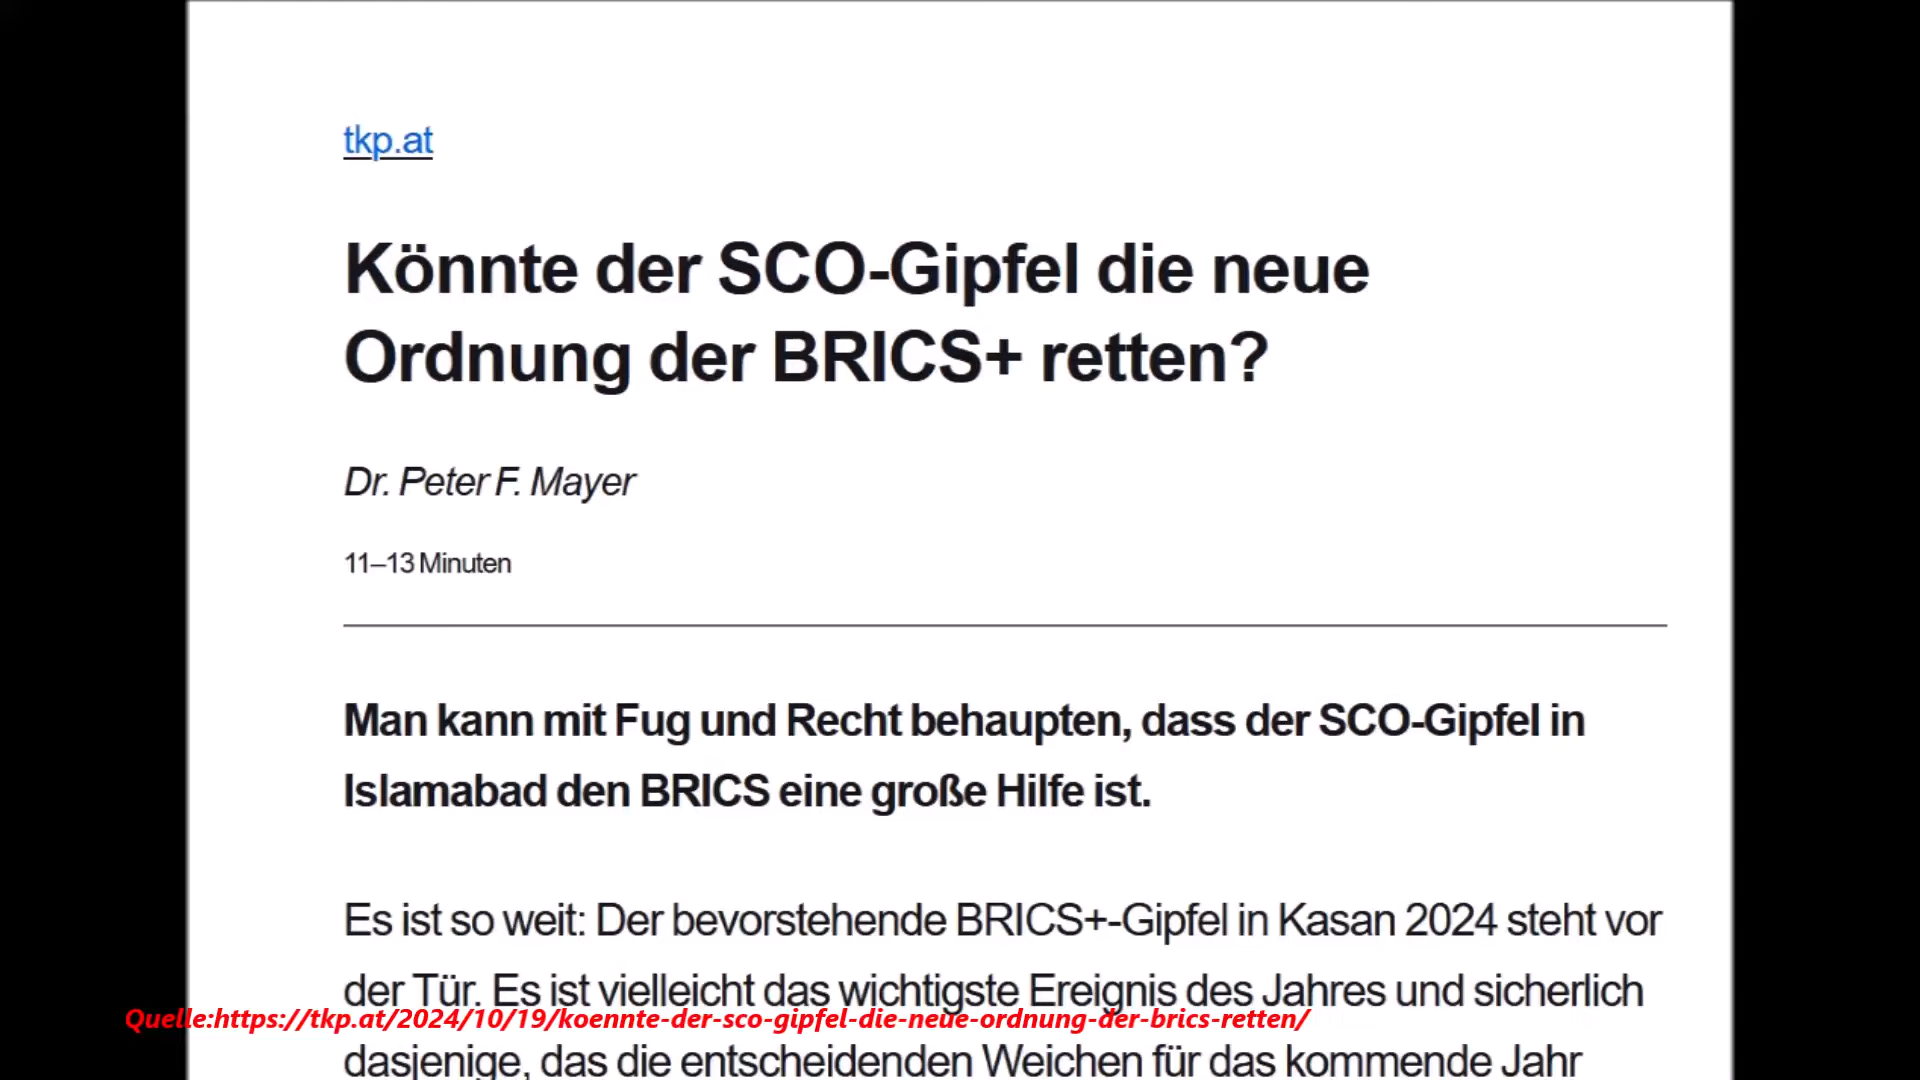 tkp.at
Könnte der SCO-Gipfel die neue
Ordnung der BRICS+ retten?
Dr. Peter F. Mayer
11–13 Minuten
Man kann mit Fug und Recht behaupten, dass der SCO-Gipfel in
Islamabad den BRICS eine große Hilfe ist.
Es ist so weit: Der bevorstehende BRICS+-Gipfel in Kasan 2024 steht vor
der Tür. Es ist vielleicht das wichtigste Ereignis des Jahres und sicherlich
Quelle:https://tkp.at/2024/10/19/koennte-der-sco-gipfel-die-neue-ordnung-der-brics-retten/
dasjenige, das die entscheidenden Weichen für das kommende Jahr